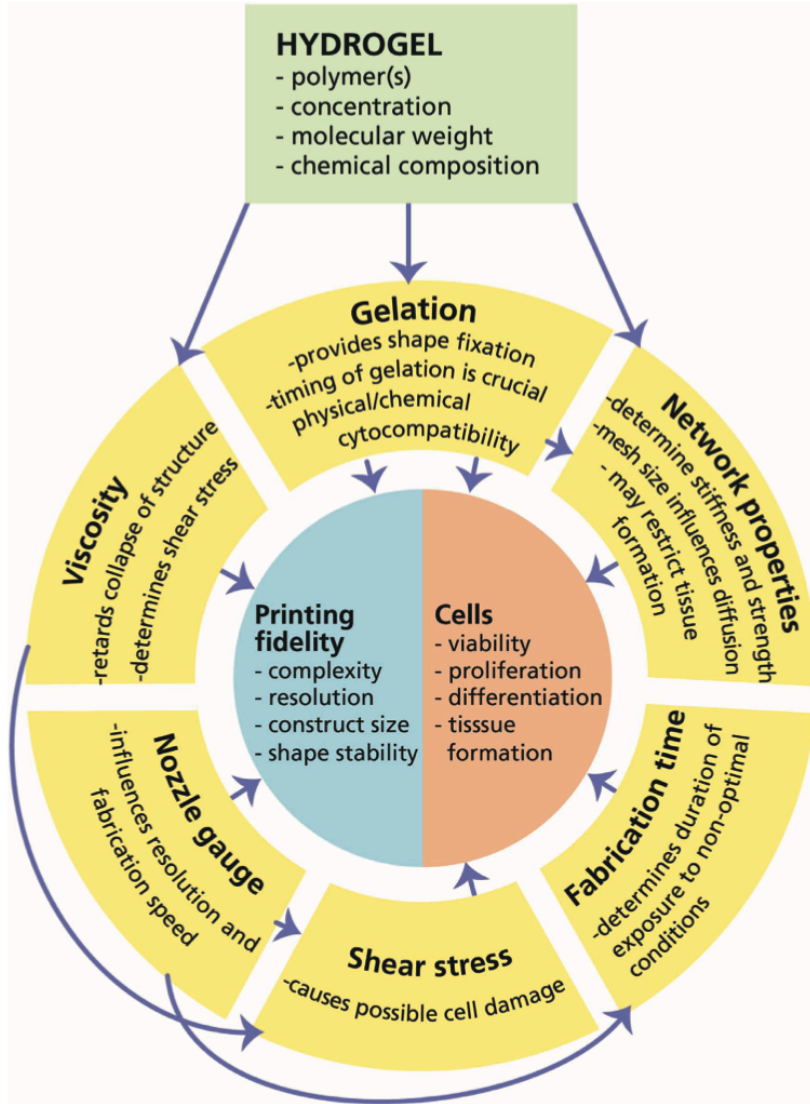 HYDROGEL
- polymer(s)
- concentration
- molecular weight
- chemical composition
Gelation
-provides shape fixation
-timing of gelation is crucial
physical/chemical
cytocompatibility
Network properties
-determine stiffness and strength
-mesh size influences diffusion
- may restrict tissue
formation
Viscosity
-retards collapse of structure
-determines shear stress
Printing
fidelity
- complexity
- resolution
- construct size
- shape stability
Cells
- viability
- proliferation
- differentiation
- tisssue
formation
Nozzle gauge
-influences resolution and
fabrication speed
Shear stress
-causes possible cell damage
Fabrication time
-determines duration of
exposure to non-optimal
conditions